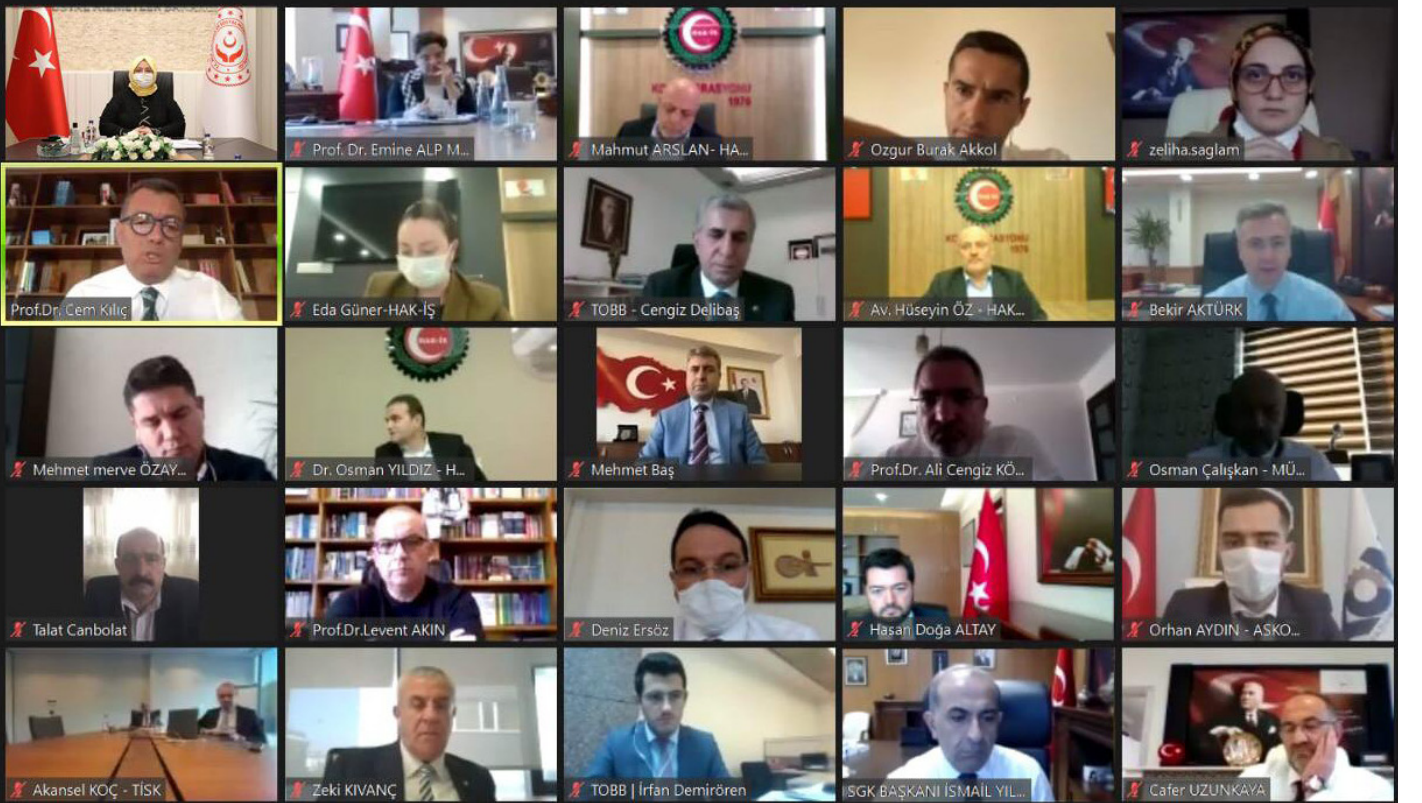 Prof. Dr. Emine ALP M...
Mahmut ARSLAN- HA...
Ozgur Burak Akkol
zeliha.saglam
Prof.Dr. Cem Kılıç
Eda Güner-HAK-İŞ
TOBB - Cengiz Delibaş
1976
Av. Hüseyin ÖZ - HAK...
Bekir AKTÜRK
Mehmet merve ÖZAY...
Dr. Osman YILDIZ - H...
Mehmet Baş
Prof.Dr. Ali Cengiz KÖ...
Osman Çalışkan - MÜ...
Talat Canbolat
Prof.Dr.Levent AKIN
Deniz Ersöz
Hasan Doğa ALTAY
Orhan AYDIN - ASKO...
Akansel KOÇ - TİSK
Zeki KIVANÇ
TOBB | İrfan Demirören
SGK BAŞKANI İSMAİL YIL...
Cafer UZUNKAYA